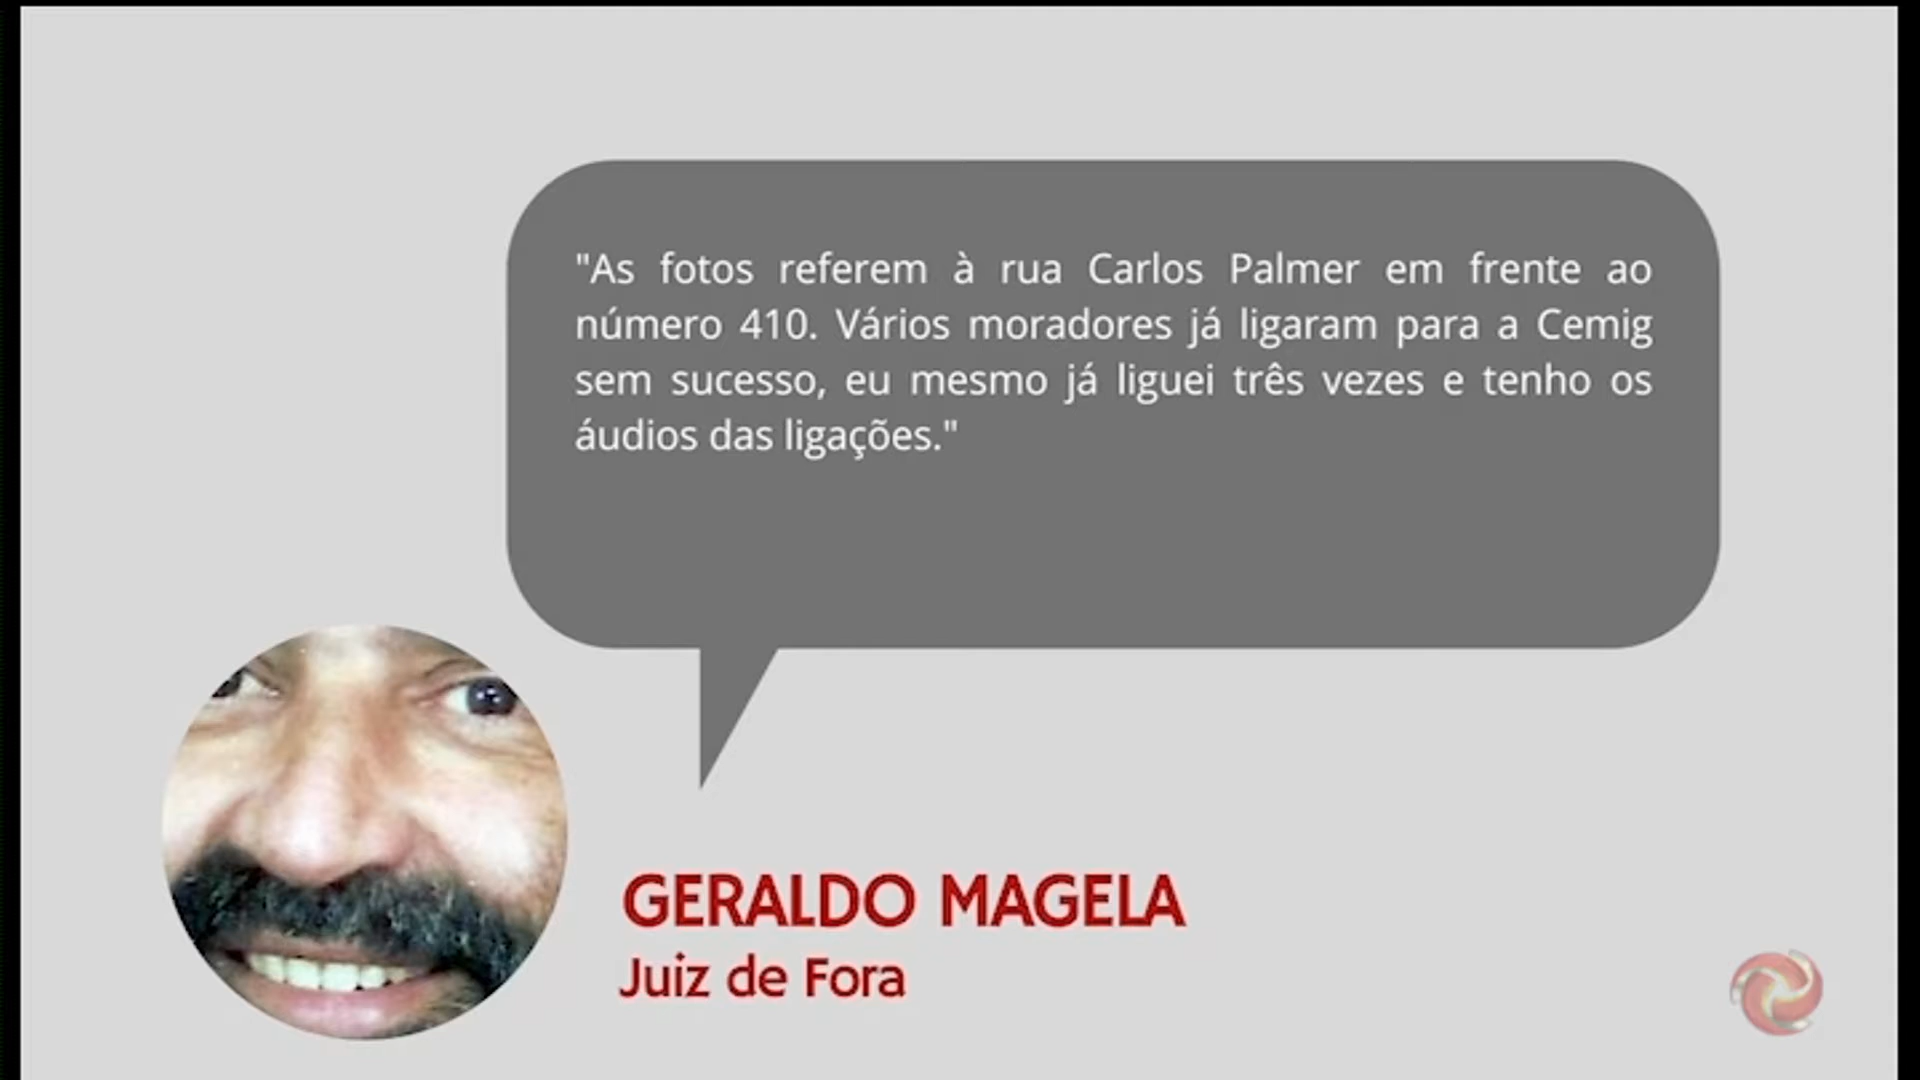 "As fotos referem à rua Carlos Palmer em frente ao
número 410. Vários moradores já ligaram para a Cemig
sem sucesso, eu mesmo já liguei três vezes e tenho os
áudios das ligações."
GERALDO MAGELA
Juiz de Fora